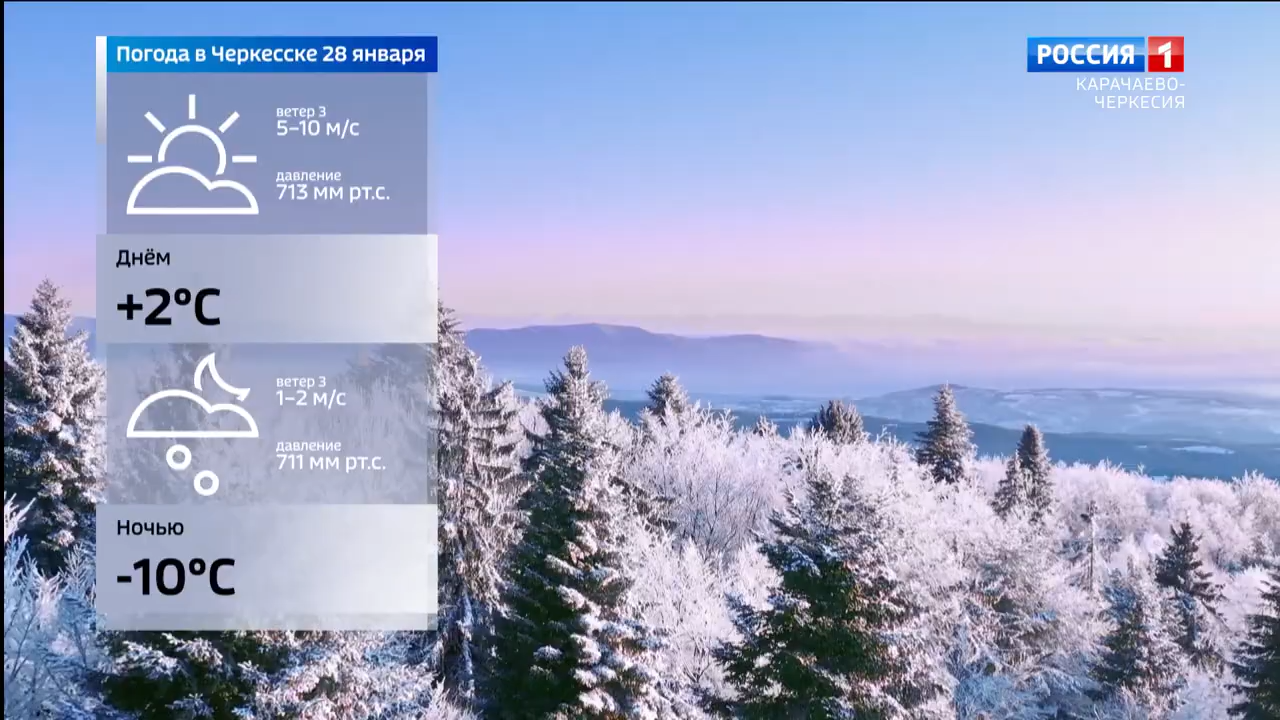 Погода в Черкесске 28 января
ветер З
5–10 м/с
давление
713 мм рт.с.
Днём
+2°C
ветер З
1–2 м/с
давление
711 мм рт.с.
Ночью
-10°C
РОССИЯ 1
КАРАЧАЕВО-
ЧЕРКЕСИЯ